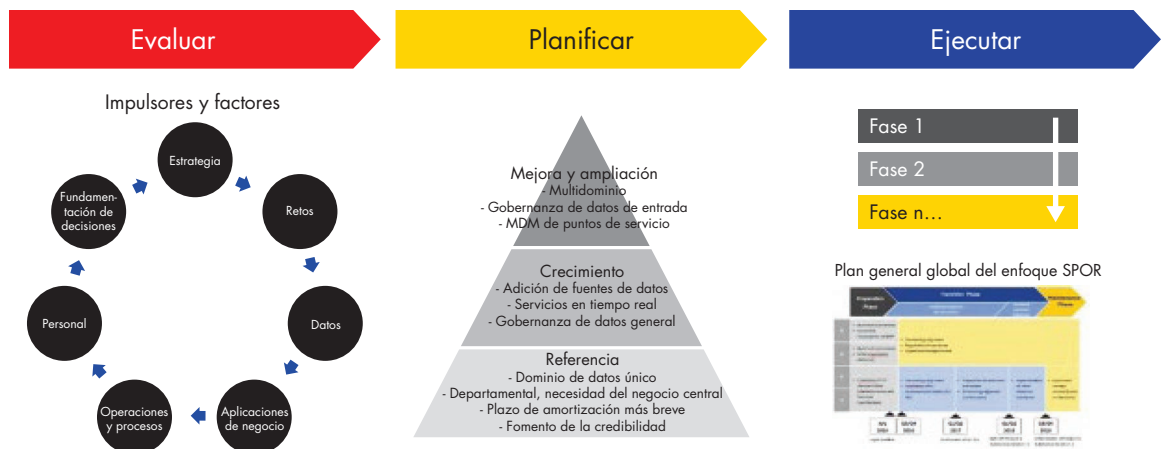 Evaluar
Planificar
Ejecutar
Impulsores y factores
Estrategia
Retos
Datos
Aplicaciones
de negocio
Operaciones
y procesos
Personal
Fundamen-
tación de
decisiones
Mejora y ampliación
- Multidominio
- Gobernanza de datos de entrada
- MDM de puntos de servicio
Crecimiento
- Adición de fuentes de datos
- Servicios en tiempo real
- Gobernanza de datos general
Referencia
- Dominio de datos único
- Departamental, necesidad del negocio central
- Plazo de amortización más breve
- Fomento de la credibilidad
Fase 1
Fase 2
Fase n...
Plan general global del enfoque SPOR